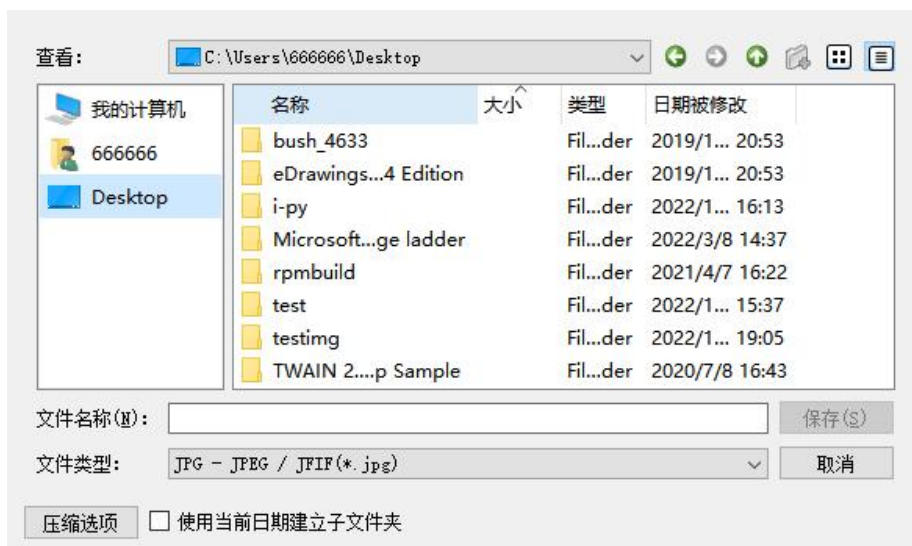 查看: C:\Users\666666\Desktop
我的计算机
666666
Desktop
名称 大小 类型 日期被修改
bush_4633 Fil...der 2019/1... 20:53
eDrawings...4 Edition Fil...der 2019/1... 20:53
i-py Fil...der 2022/1... 16:13
Microsoft...ge ladder Fil...der 2022/3/8 14:37
rpmbuild Fil...der 2021/4/7 16:22
test Fil...der 2022/1... 15:37
testimg Fil...der 2022/1... 19:05
TWAIN 2....p Sample Fil...der 2020/7/8 16:43
文件名称(N): 保存(S)
文件类型: JPG - JPEG / JFIF(*.jpg) 取消
压缩选项 使用当前日期建立子文件夹